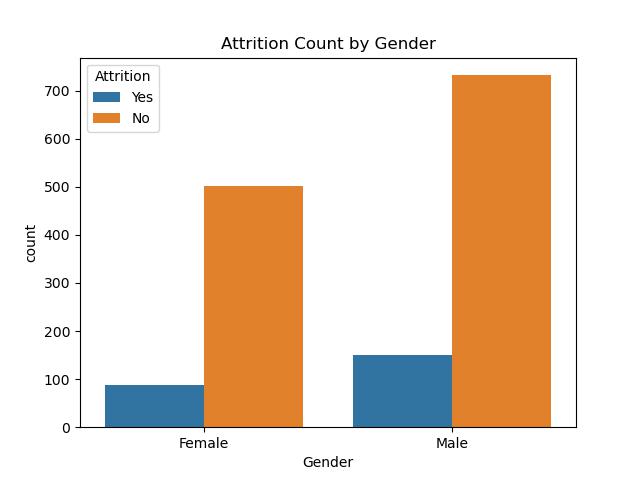 Attrition Count by Gender
Attrition
Yes
No
700
600
500
400
300
200
100
0
count
Female
Male
Gender